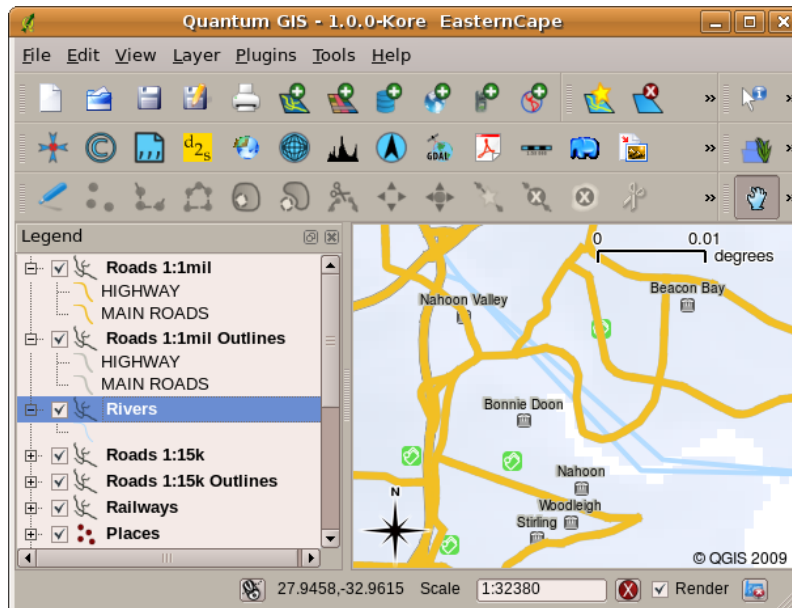 Quantum GIS - 1.0.0-Kore EasternCape
File Edit View Layer Plugins Tools Help
d2s
GDAL
Legend
Roads 1:1mil
HIGHWAY
MAIN ROADS
Roads 1:1mil Outlines
HIGHWAY
MAIN ROADS
Rivers
Roads 1:15k
Roads 1:15k Outlines
Railways
Places
0 0.01
degrees
Nahoon Valley
Beacon Bay
Bonnie Doon
Nahoon
Woodleigh
Stirling
N
© QGIS 2009
27.9458,-32.9615 Scale 1:32380 Render